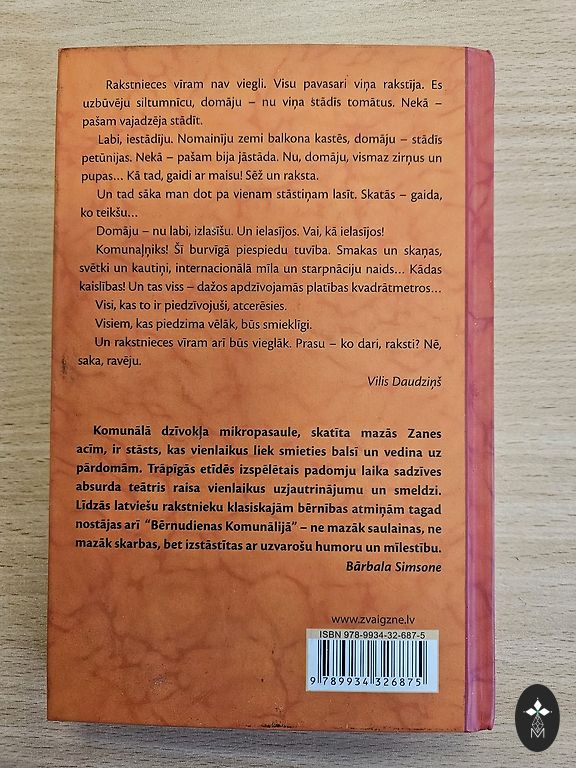 Rakstnieces vīram nav viegli. Visu pavasari viņa rakstīja. Es
uzbūvēju siltumnīcu, domāju – nu viņa stādīs tomātus. Nekā –
pašam vajadzēja stādīt.
Labi, iestādīju. Nomainīju zemi balkona kastēs, domāju – stādīs
petūnijas. Nekā – pašam bija jāstāda. Nu, domāju, vismaz zirņus un
pupas... Kā tad, gaidi ar maisu! Sēž un raksta.
Un tad sāka man dot pa vienam stāstiņam lasīt. Skatās – gaida,
ko teikšu...
Domāju – nu labi, izlasīšu. Un ielasījos. Vai, kā ielasījos!
Komunaļņiks! Šī burvīgā piespiedu tuvība. Smakas un skaņas,
svētki un kautiņi, internacionālā mīla un starpnāciju naids... Kādas
kaislības! Un tas viss – dažos apdzīvojamās platības kvadrātmetros...
Visi, kas to ir piedzīvojuši, atcerēsies.
Visiem, kas piedzima vēlāk, būs smieklīgi.
Un rakstnieces vīram arī būs vieglāk. Prasu – ko dari, raksti? Nē,
saka, ravēju.
Vilis Daudziņš
Komunālā dzīvokļa mikropasaule, skatīta mazās Zanes
acīm, ir stāsts, kas vienlaikus liek smieties balsī un vedina uz
pārdomām. Trāpīgās etīdēs izspēlētais padomju laika sadzīves
absurda teātris raisa vienlaikus uzjautrinājumu un smeldzi.
Līdzās latviešu rakstnieku klasiskajām bērnības atmiņām tagad
nostājas arī “Bērnudienas Komunālijā” – ne mazāk saulainas, ne
mazāk skarbas, bet izstāstītas ar uzvarošu humoru un mīlestību.
Bārbala Simsone
www.zvaigzne.lv
ISBN 978-9934-32-687-5
9 789934 326875
M